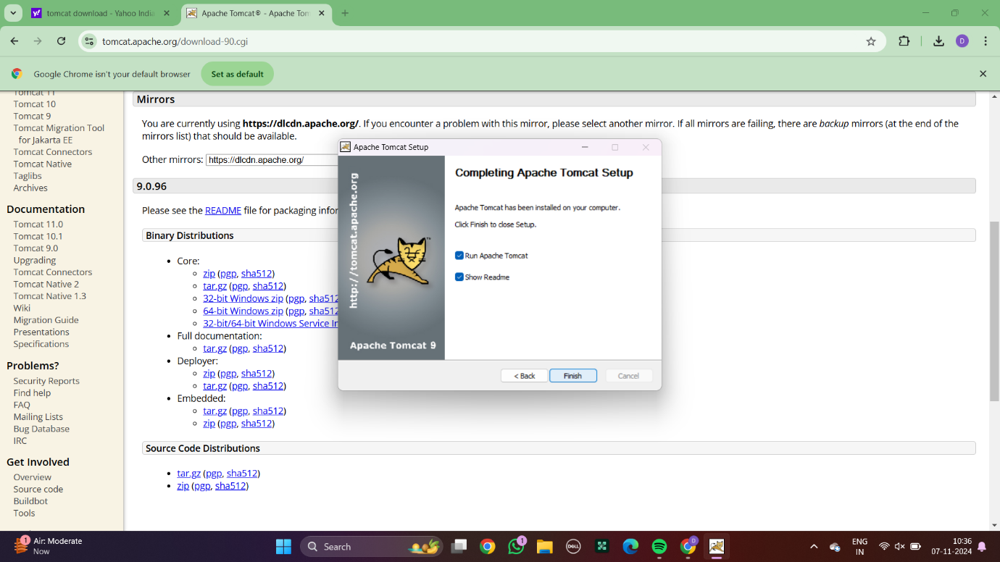 tomcat download - Yahoo India
Apache Tomcat® - Apache Tom
tomcat.apache.org/download-90.cgi
D
Google Chrome isn't your default browser
Set as default
Tomcat 11
Tomcat 10
Tomcat 9
Tomcat Migration Tool
for Jakarta EE
Tomcat Connectors
Tomcat Native
Taglibs
Archives
Documentation
Tomcat 11.0
Tomcat 10.1
Tomcat 9.0
Upgrading
Tomcat Connectors
Tomcat Native 2
Tomcat Native 1.3
Wiki
Migration Guide
Presentations
Specifications
Problems?
Security Reports
Find help
FAQ
Mailing Lists
Bug Database
IRC
Get Involved
Overview
Source code
Buildbot
Tools
Mirrors
You are currently using https://dlcdn.apache.org/. If you encounter a problem with this mirror, please select another mirror. If all mirrors are failing, there are backup mirrors (at the end of the
mirrors list) that should be available.
Other mirrors: https://dlcdn.apache.org/
9.0.96
Please see the README file for packaging infor
Binary Distributions
• Core:
zip (pgp, sha512)
tar.gz (pgp, sha512)
32-bit Windows zip (pgp, sha512
64-bit Windows zip (pgp, sha512
32-bit/64-bit Windows Service In
• Full documentation:
tar.gz (pgp, sha512)
• Deployer:
zip (pgp, sha512)
tar.gz (pgp, sha512)
• Embedded:
tar.gz (pgp, sha512)
zip (pgp, sha512)
Source Code Distributions
• tar.gz (pgp, sha512)
• zip (pgp, sha512)
Apache Tomcat Setup
http://tomcat.apache.org
TM
Apache Tomcat 9
Completing Apache Tomcat Setup
Apache Tomcat has been installed on your computer.
Click Finish to close Setup.
Run Apache Tomcat
Show Readme
< Back
Finish
Cancel
1
Air: Moderate
Now
Search
1
DELL
D
ENG
IN
10:36
07-11-2024